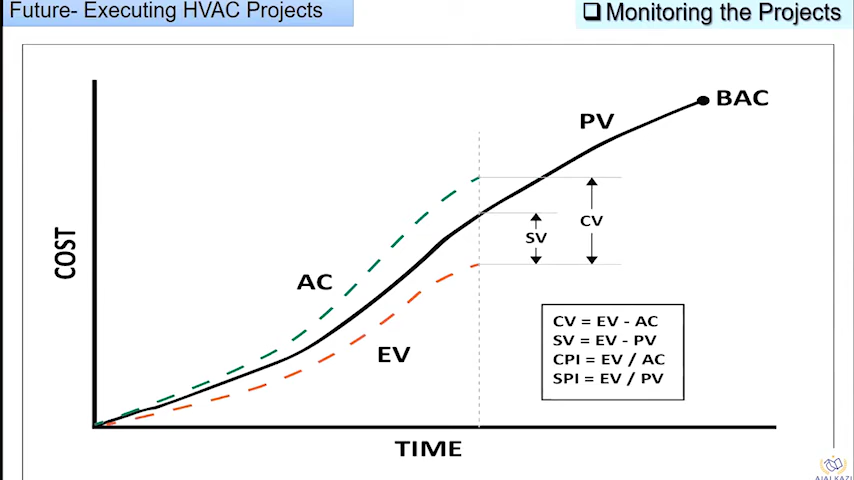 Future- Executing HVAC Projects
❑ Monitoring the Projects
BAC
PV
CV
SV
COST
AC
EV
CV = EV - AC
SV = EV - PV
CPI = EV / AC
SPI = EV / PV
TIME
AJALKAZI